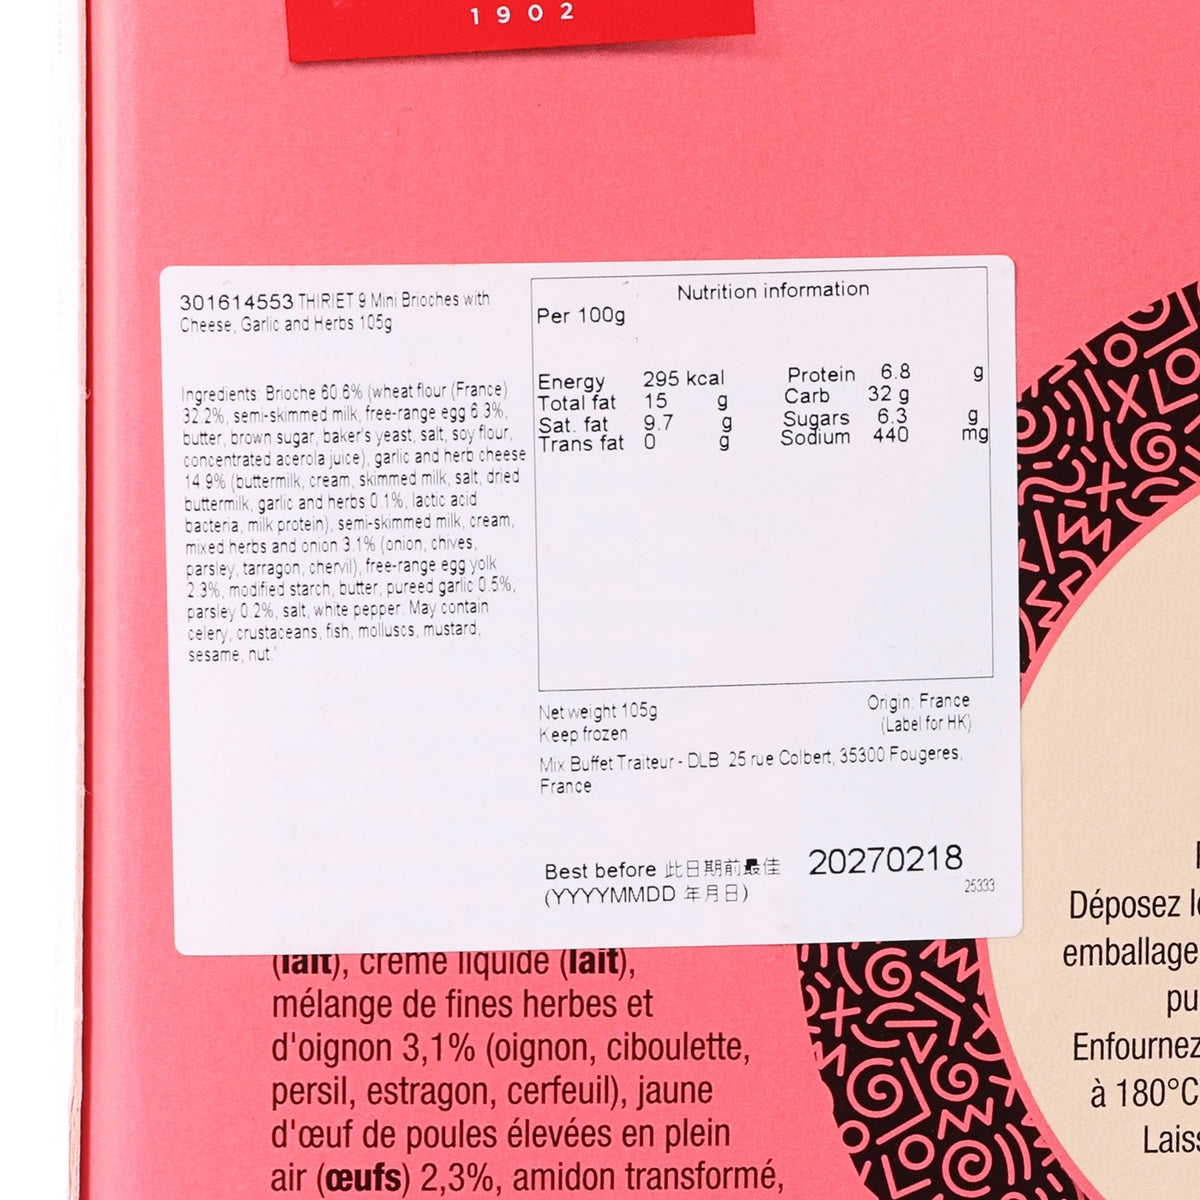 1902
301614553 THIRIET 9 Mini Brioches with
Cheese, Garlic and Herbs 105g
Ingredients: Brioche 60.6% (wheat flour (France)
32.2%, semi-skimmed milk, free-range egg 6.3%,
butter, brown sugar, baker's yeast, salt, soy flour,
concentrated acerola juice), garlic and herb cheese
14.9% (buttermilk, cream, skimmed milk, salt, dried
buttermilk, garlic and herbs 0.1%, lactic acid
bacteria, milk protein), semi-skimmed milk, cream,
mixed herbs and onion 3.1% (onion, chives,
parsley, tarragon, chervil), free-range egg yolk
2.3%, modified starch, butter, pureed garlic 0.5%,
parsley 0.2%, salt, white pepper. May contain
celery, crustaceans, fish, molluscs, mustard,
sesame, nut.'
Nutrition information
Per 100g
Energy 295 kcal Protein 6.8 g
Total fat 15 g Carb 32 g
Sat. fat 9.7 g Sugars 6.3 g
Trans fat 0 g Sodium 440 mg
Net weight 105g Origin: France
Keep frozen (Label for HK)
Mix Buffet Traiteur - DLB 25 rue Colbert, 35300 Fougeres,
France
Best before 此日期前最佳 20270218
(YYYYMMDD 年月日) 25333
(lait), crème liquide (lait),
mélange de fines herbes et
d'oignon 3,1% (oignon, ciboulette,
persil, estragon, cerfeuil), jaune
d'œuf de poules élevées en plein
air (œufs) 2,3%, amidon transformé,
Déposez
emballage
Enfournez
à 180°C